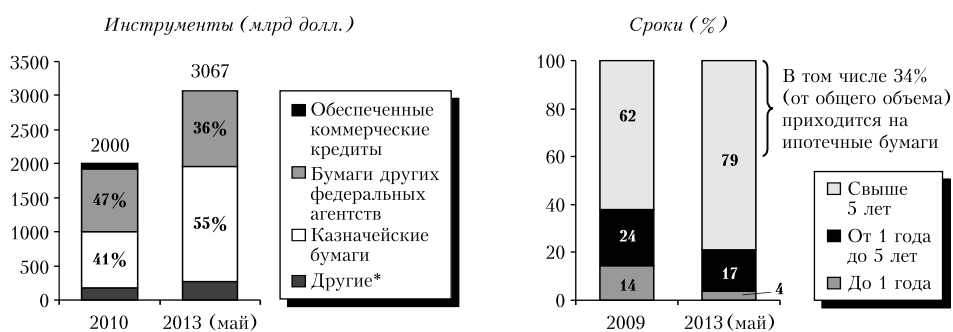 Инструменты (млрд долл.)
3500
3000
2500
2000
1500
1000
500
0
2000
47%
41%
3067
36%
55%
2010
2013 (май)
Обеспеченные
коммерческие
кредиты
Бумаги других
федеральных
агентств
Казначейские
бумаги
Другие*
Сроки (%)
100
80
60
40
20
0
62
24
14
79
17
4
2009
2013 (май)
В том числе 34%
(от общего объема)
приходится на
ипотечные бумаги
Свыше
5 лет
От 1 года
до 5 лет
До 1 года